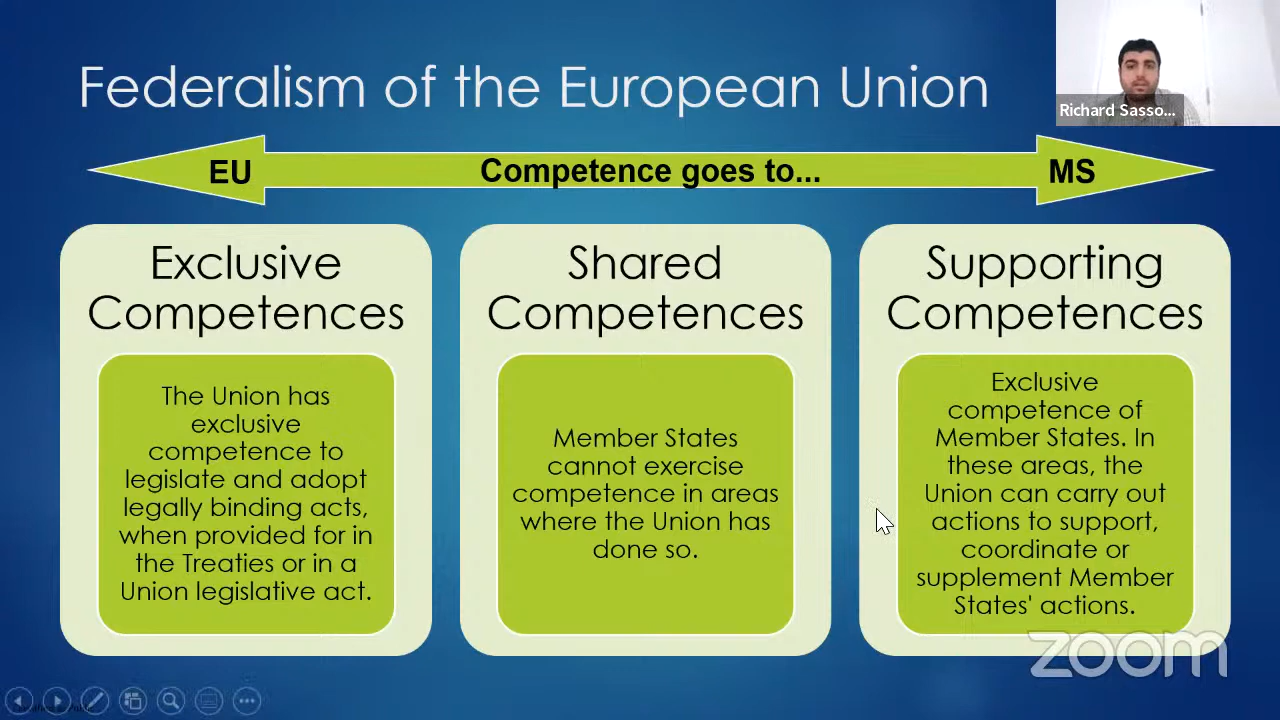 Federalism of the European Union
Richard Sasso...
EU
Competence goes to...
MS
Exclusive
Competences
The Union has
exclusive
competence to
legislate and adopt
legally binding acts,
when provided for in
the Treaties or in a
Union legislative act.
Shared
Competences
Member States
cannot exercise
competence in areas
where the Union has
done so.
Supporting
Competences
Exclusive
competence of
Member States. In
these areas, the
Union can carry out
actions to support,
coordinate or
supplement Member
States' actions.
zoom